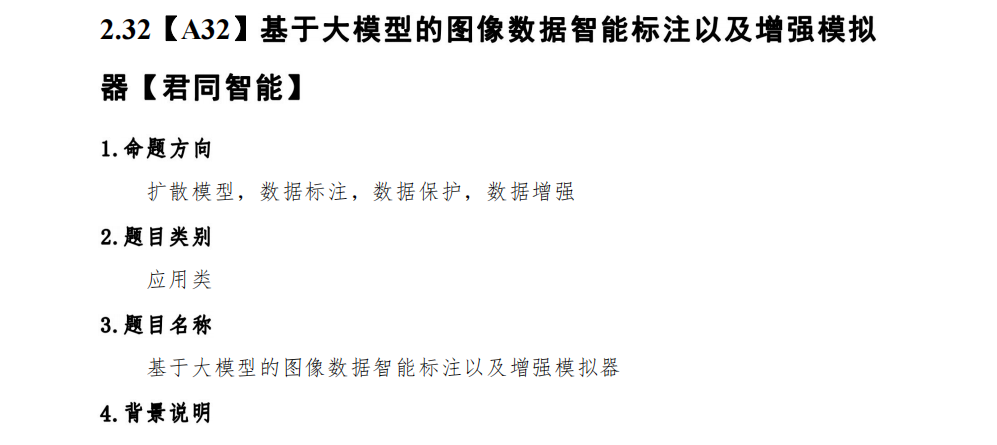 2.32【A32】基于大模型的图像数据智能标注以及增强模拟
器【君同智能】
1.命题方向
扩散模型，数据标注，数据保护，数据增强
2.题目类别
应用类
3.题目名称
基于大模型的图像数据智能标注以及增强模拟器
4.背景说明